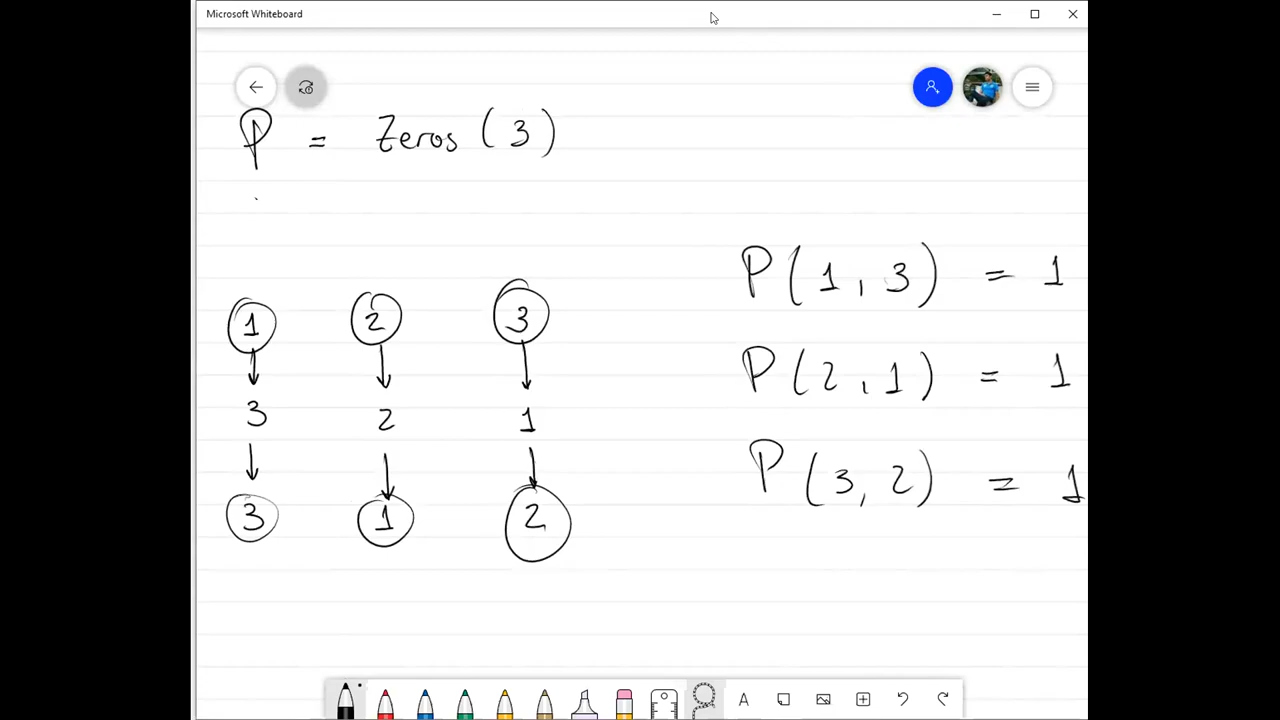 Microsoft Whiteboard
P = Zeros (3)
P(1, 3) = 1
1 2 3
P(2, 1) = 1
3 2 1
P(3, 2) = 1
3 1 2
A